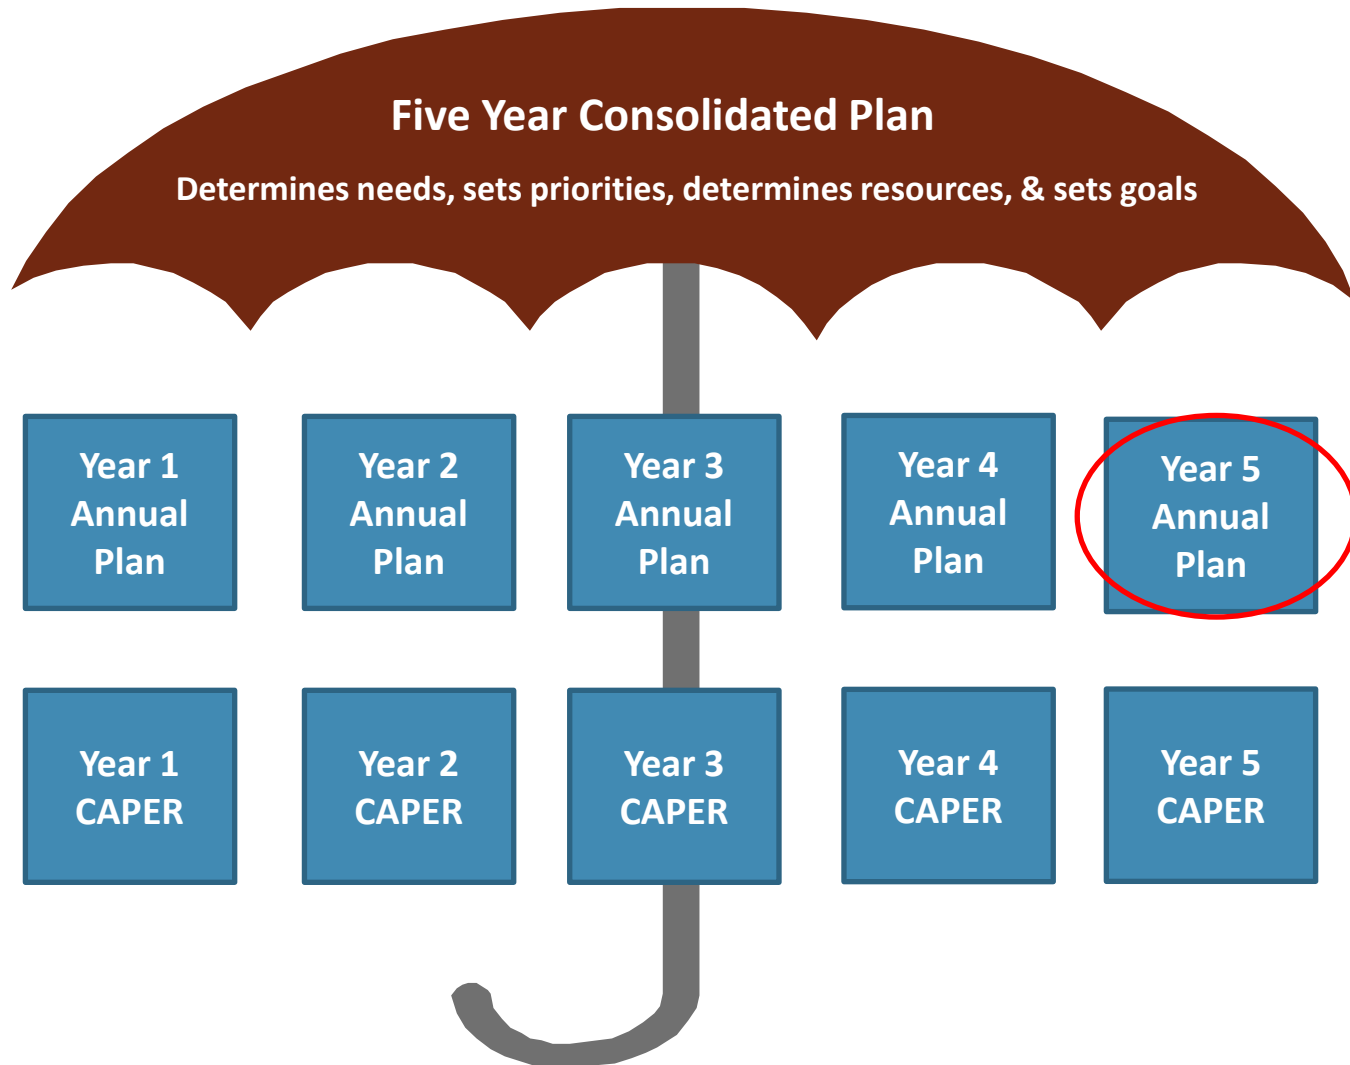 Five Year Consolidated Plan
Determines needs, sets priorities, determines resources, & sets goals
Year 1
Annual
Plan
Year 2
Annual
Plan
Year 3
Annual
Plan
Year 4
Annual
Plan
Year 5
Annual
Plan
Year 1
CAPER
Year 2
CAPER
Year 3
CAPER
Year 4
CAPER
Year 5
CAPER